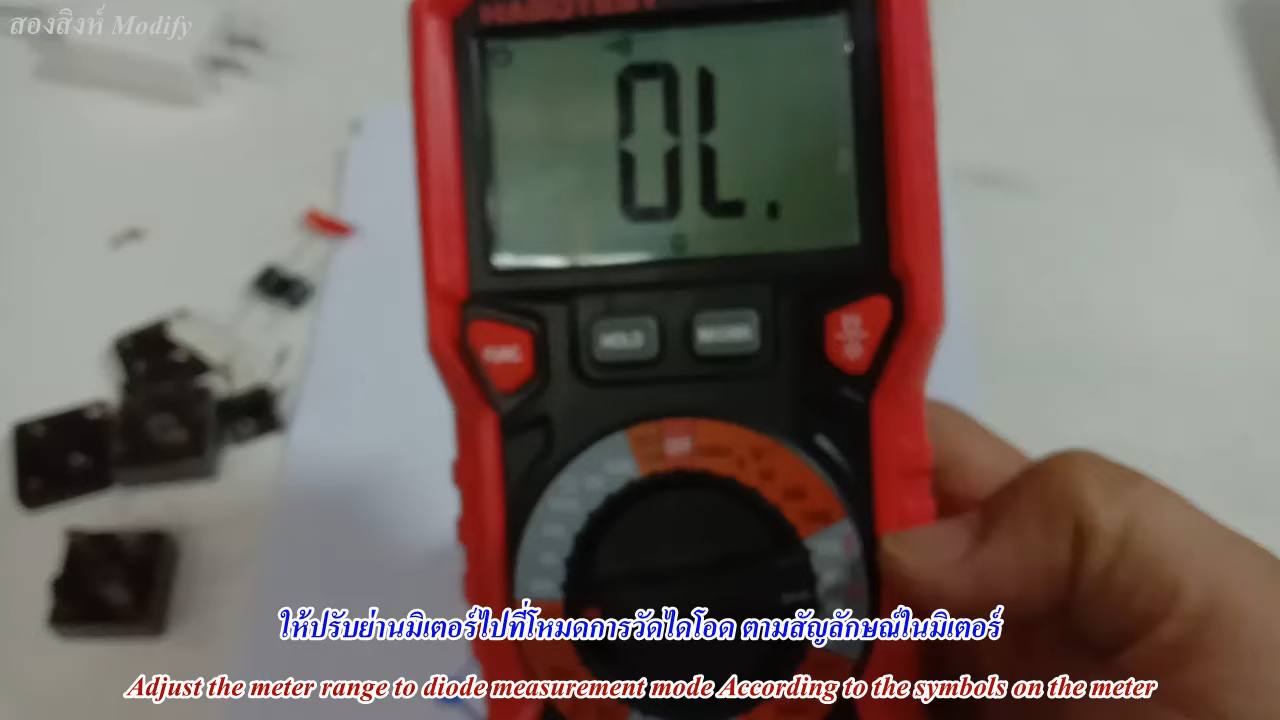 สองสิงห์ Modify
OL.
HOLD
FUNC
ให้ปรับย่านมิเตอร์ไปที่โหมดการวัดไดโอด ตามสัญลักษณ์ในมิเตอร์
Adjust the meter range to diode measurement mode According to the symbols on the meter